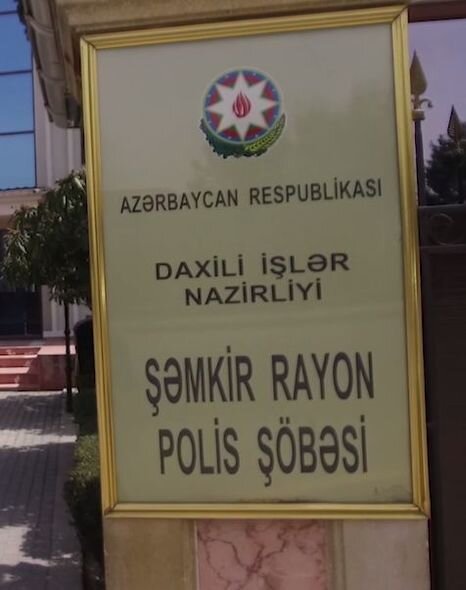 AZƏRBAYCAN RESPUBLİKASI
DAXİLİ İŞLƏR
NAZİRLİYİ
ŞƏMKİR RAYON
POLİS ŞÖBƏSİ